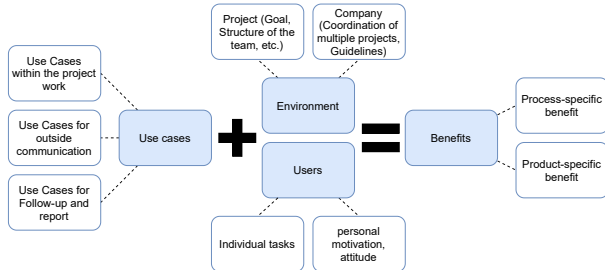 Project (Goal,
Structure of the
team, etc.)
Company
(Coordination of
multiple projects,
Guidelines)
Use Cases
within the project
work
Use Cases for
outside
communication
Use Cases for
Follow-up and
report
Use cases
+
Environment
Users
=
Benefits
Process-specific
benefit
Product-specific
benefit
Individual tasks
personal
motivation,
attitude